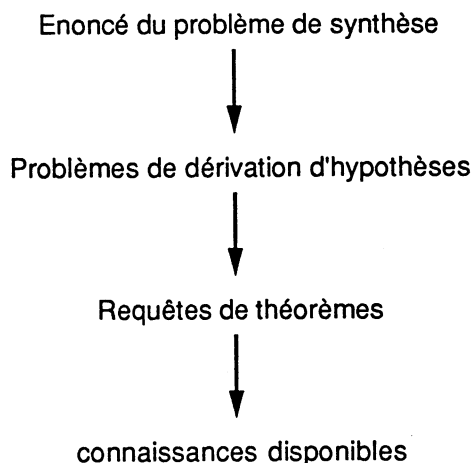 Enoncé du problème de synthèse
Problèmes de dérivation d'hypothèses
Requêtes de théorèmes
connaissances disponibles